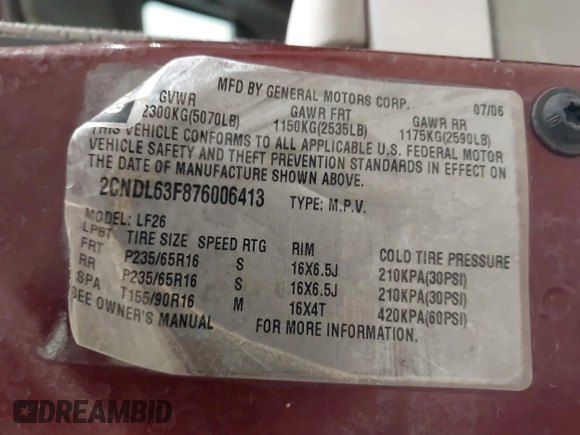 MFD BY GENERAL MOTORS CORP. 07/06
GVWR GAWR FRT GAWR RR
2300KG(5070LB) 1150KG(2535LB) 1175KG(2590LB)
THIS VEHICLE CONFORMS TO ALL APPLICABLE U.S. FEDERAL MOTOR
VEHICLE SAFETY AND THEFT PREVENTION STANDARDS IN EFFECT ON
THE DATE OF MANUFACTURE SHOWN ABOVE.
2CNDL63F876006413 TYPE: M.P.V.
MODEL: LF26
LPBT TIRE SIZE SPEED RTG RIM COLD TIRE PRESSURE
FRT P235/65R16 S 16X6.5J 210KPA(30PSI)
RR P235/65R16 S 16X6.5J 210KPA(30PSI)
SPA T155/90R16 M 16X4T 420KPA(60PSI)
SEE OWNER'S MANUAL FOR MORE INFORMATION.
DREAMBID